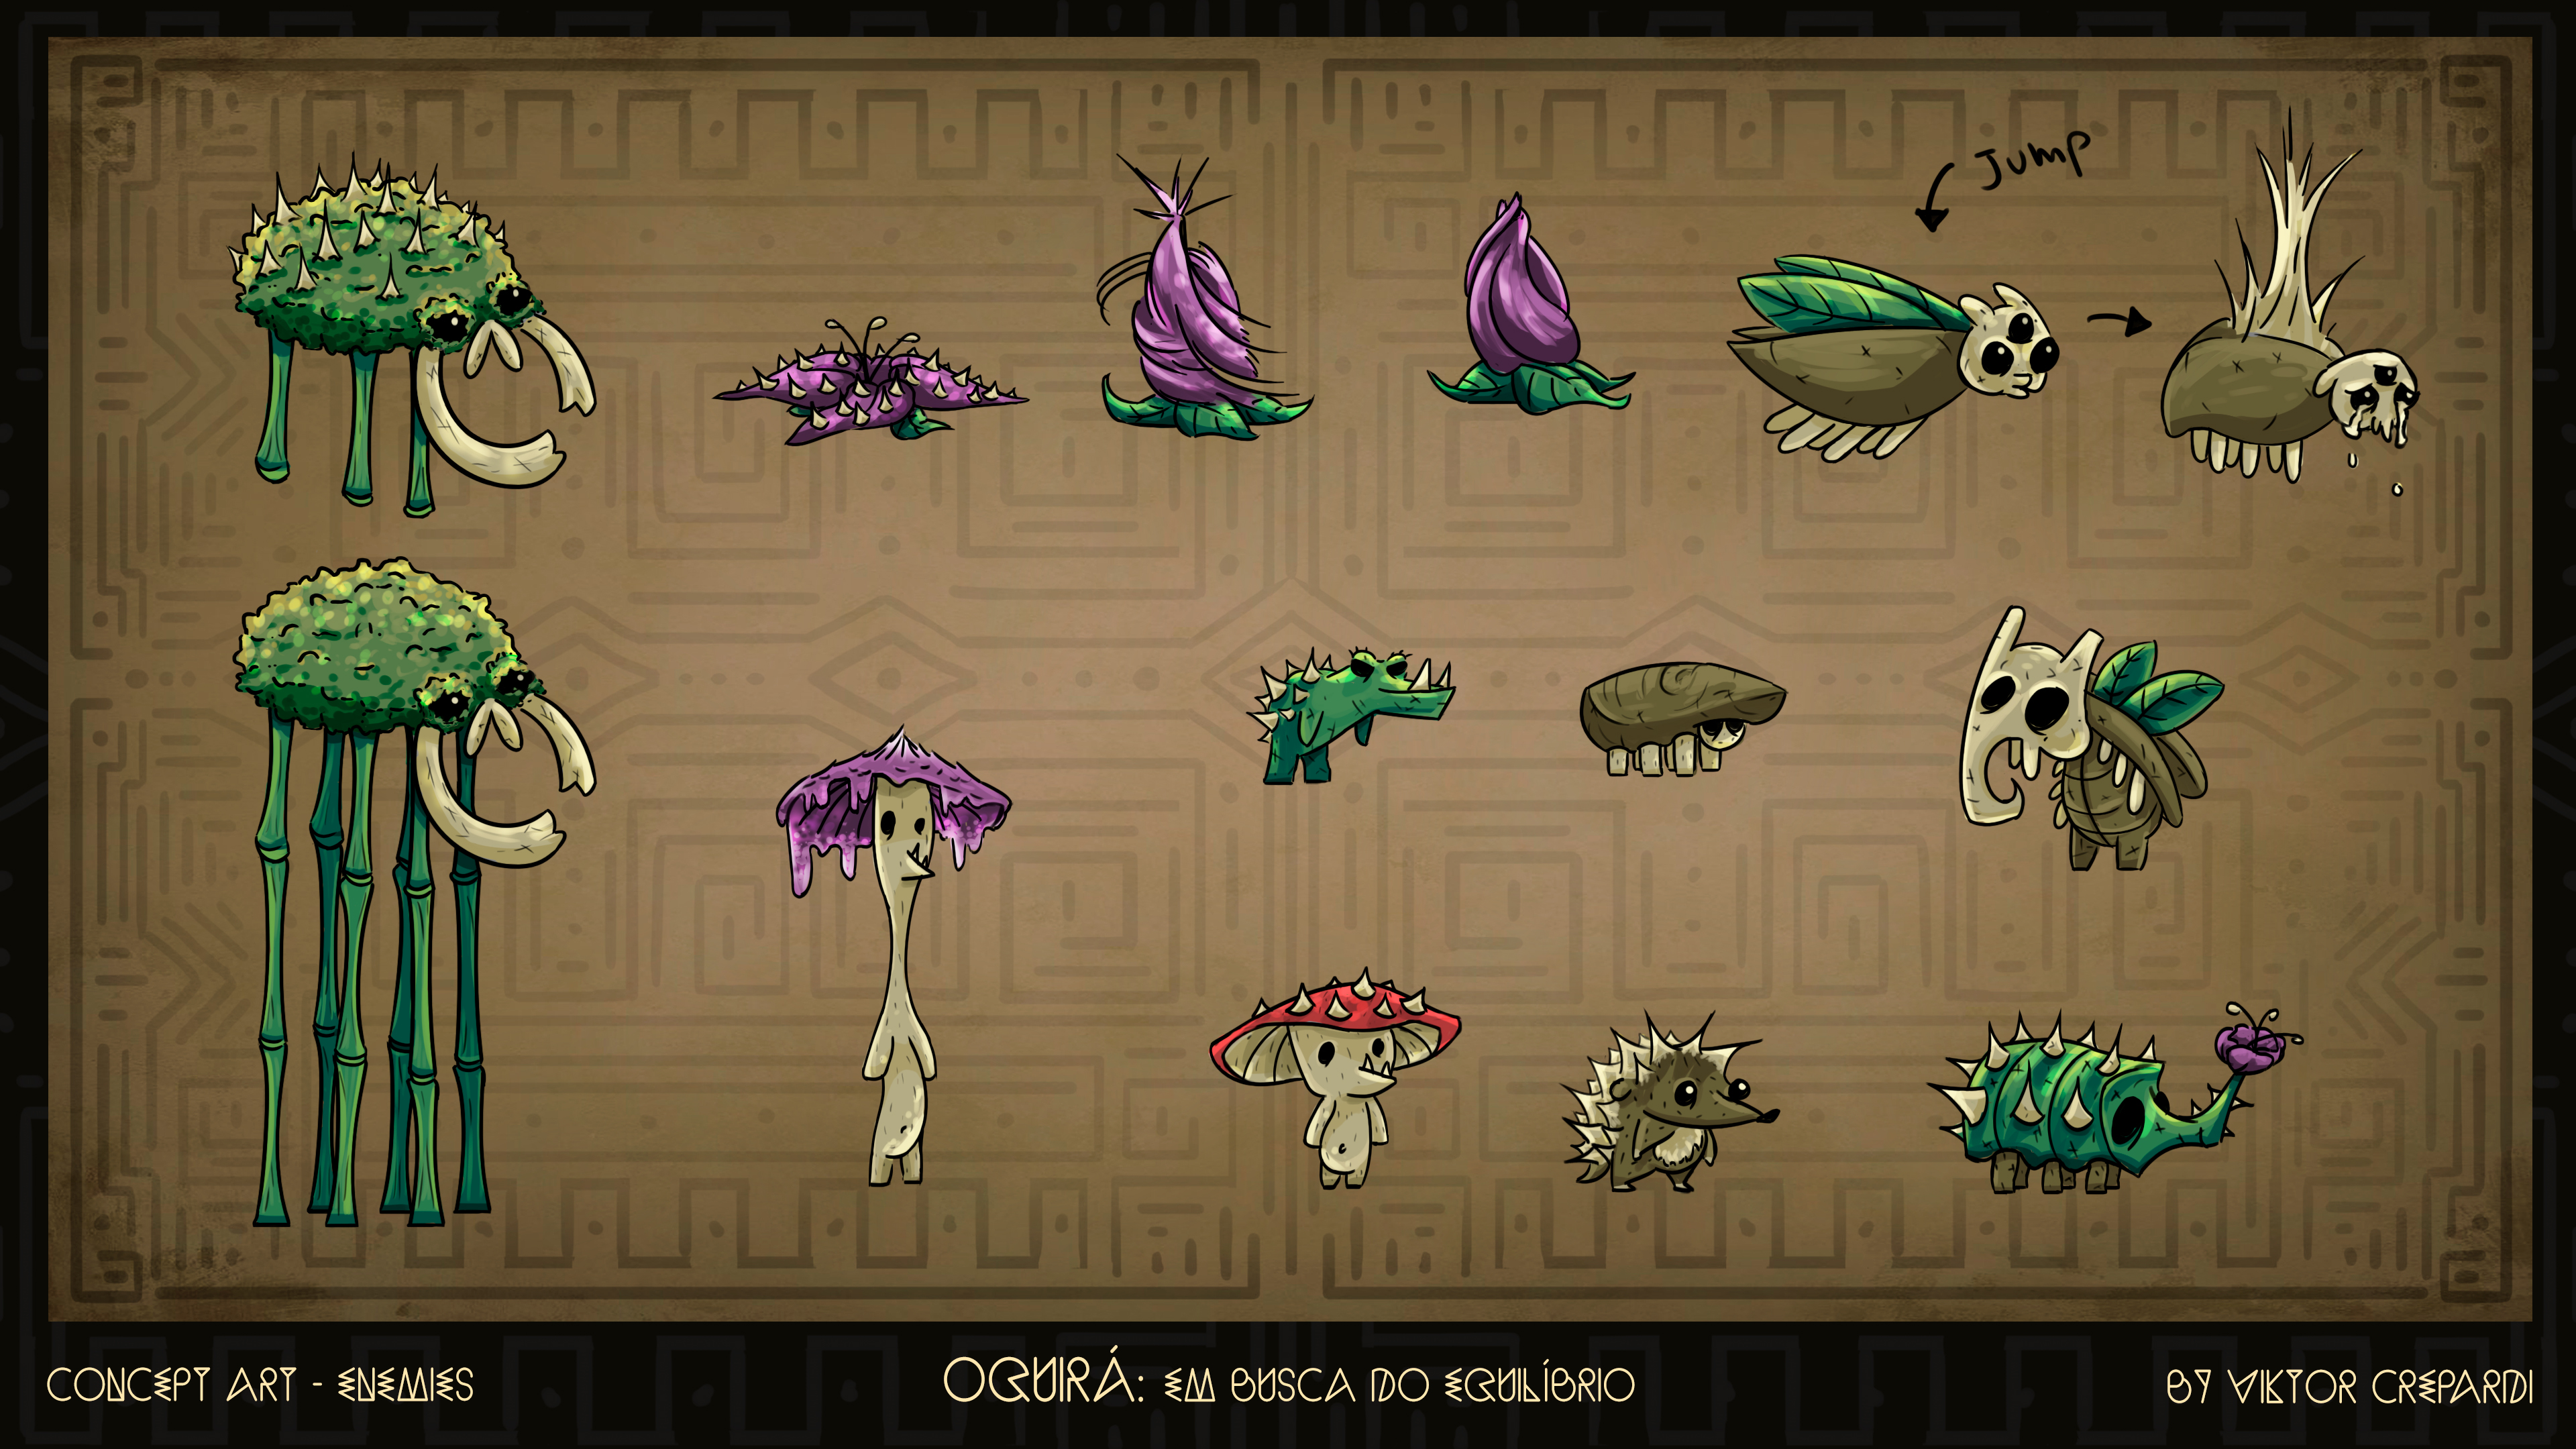 Jump
CONCEPT ART - ENEMIES
OQUIRÁ: EM BUSCA DO EQUILÍBRIO
BY VIKTOR CREPARDI